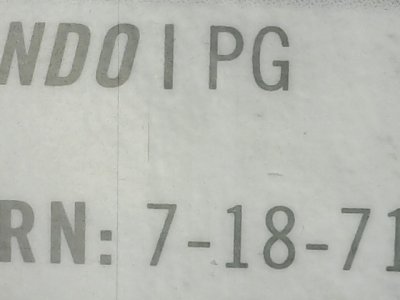 NDO | PG
RN: 7-18-71